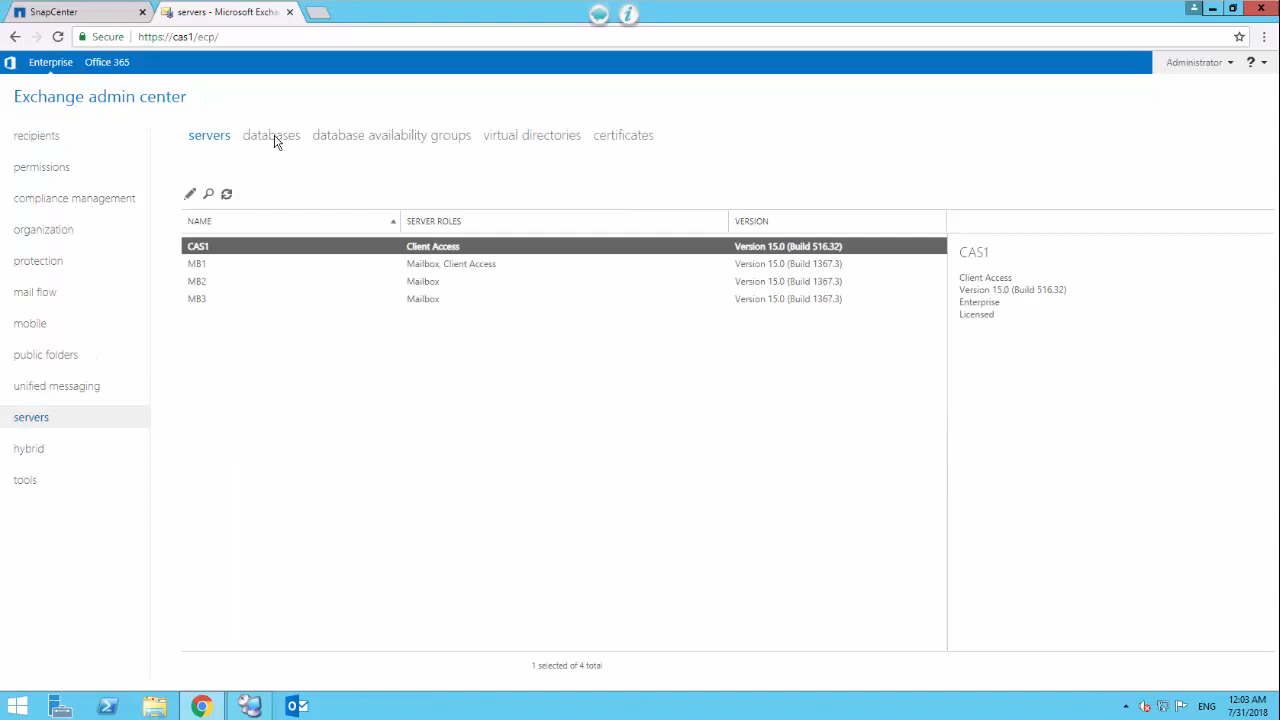 SnapCenter
servers - Microsoft Excha
Secure
https://cas1/ecp/
Enterprise
Office 365
Administrator
?
Exchange admin center
recipients
permissions
compliance management
organization
protection
mail flow
mobile
public folders
unified messaging
servers
hybrid
tools
servers
databases
database availability groups
virtual directories
certificates
NAME
SERVER ROLES
VERSION
CAS1
Client Access
Version 15.0 (Build 516.32)
MB1
Mailbox, Client Access
Version 15.0 (Build 1367.3)
MB2
Mailbox
Version 15.0 (Build 1367.3)
MB3
Mailbox
Version 15.0 (Build 1367.3)
CAS1
Client Access
Version 15.0 (Build 516.32)
Enterprise
Licensed
1 selected of 4 total
ENG
12:03 AM
7/31/2018